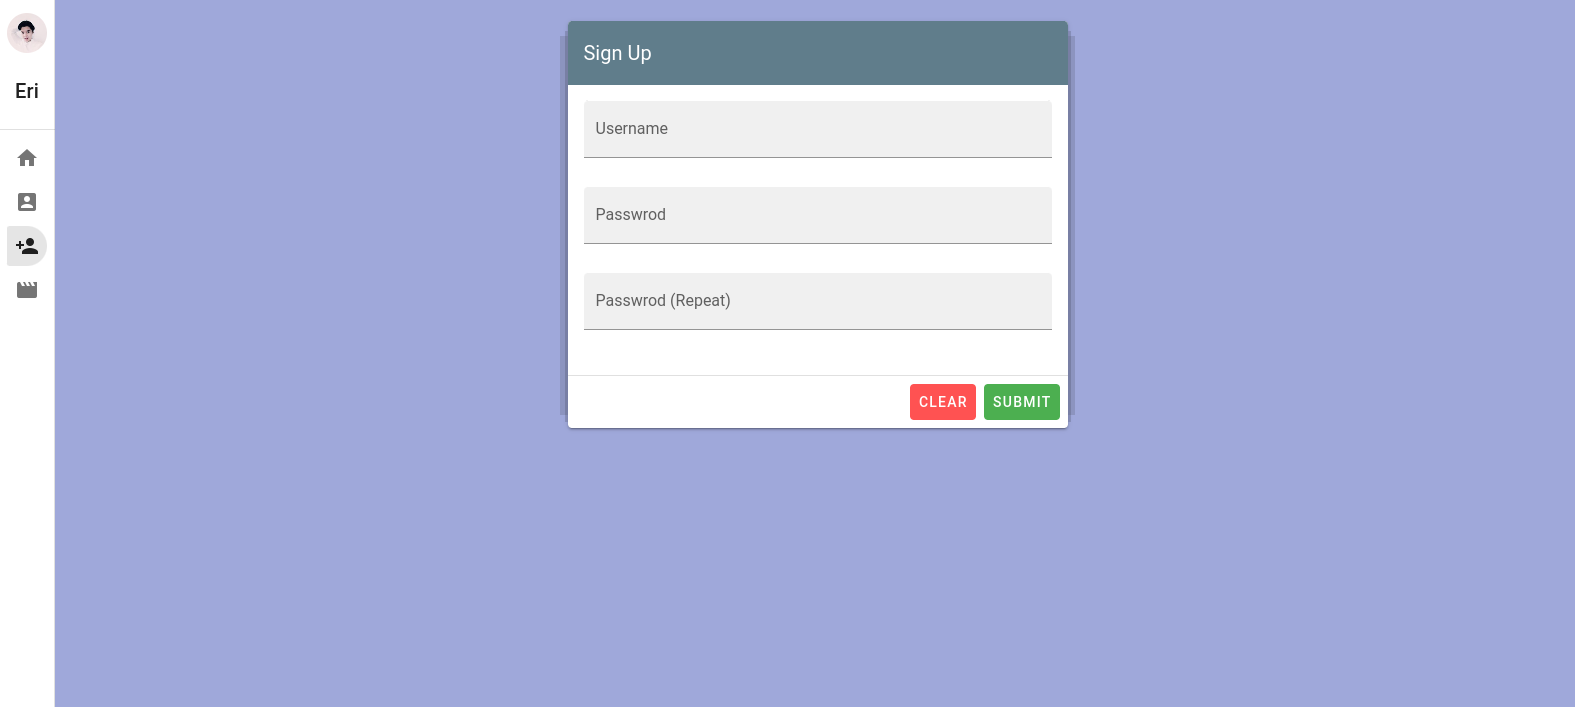 Eri
Sign Up
Username
Passwrod
Passwrod (Repeat)
CLEAR SUBMIT